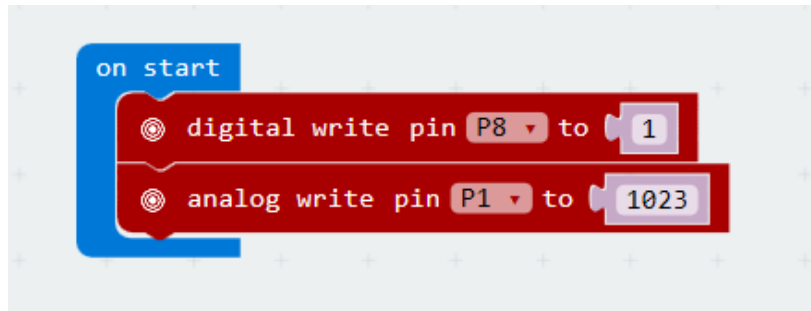 on start
digital write pin P8 to 1
analog write pin P1 to 1023